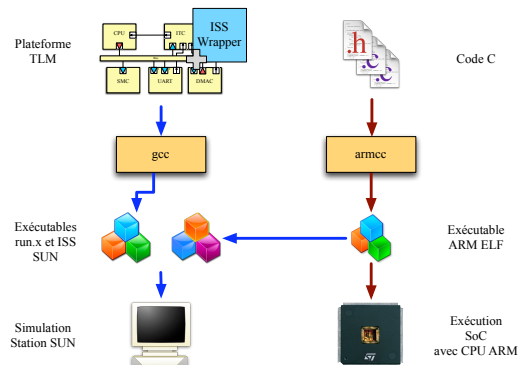 Plateforme
TLM
CPU
ITC
ISS
Wrapper
SMC
UART
DMAC
.h
.c
.c
Code C
gcc
armcc
Exécutables
run.x et ISS
SUN
Exécutable
ARM ELF
Simulation
Station SUN
Exécution
SoC
avec CPU ARM